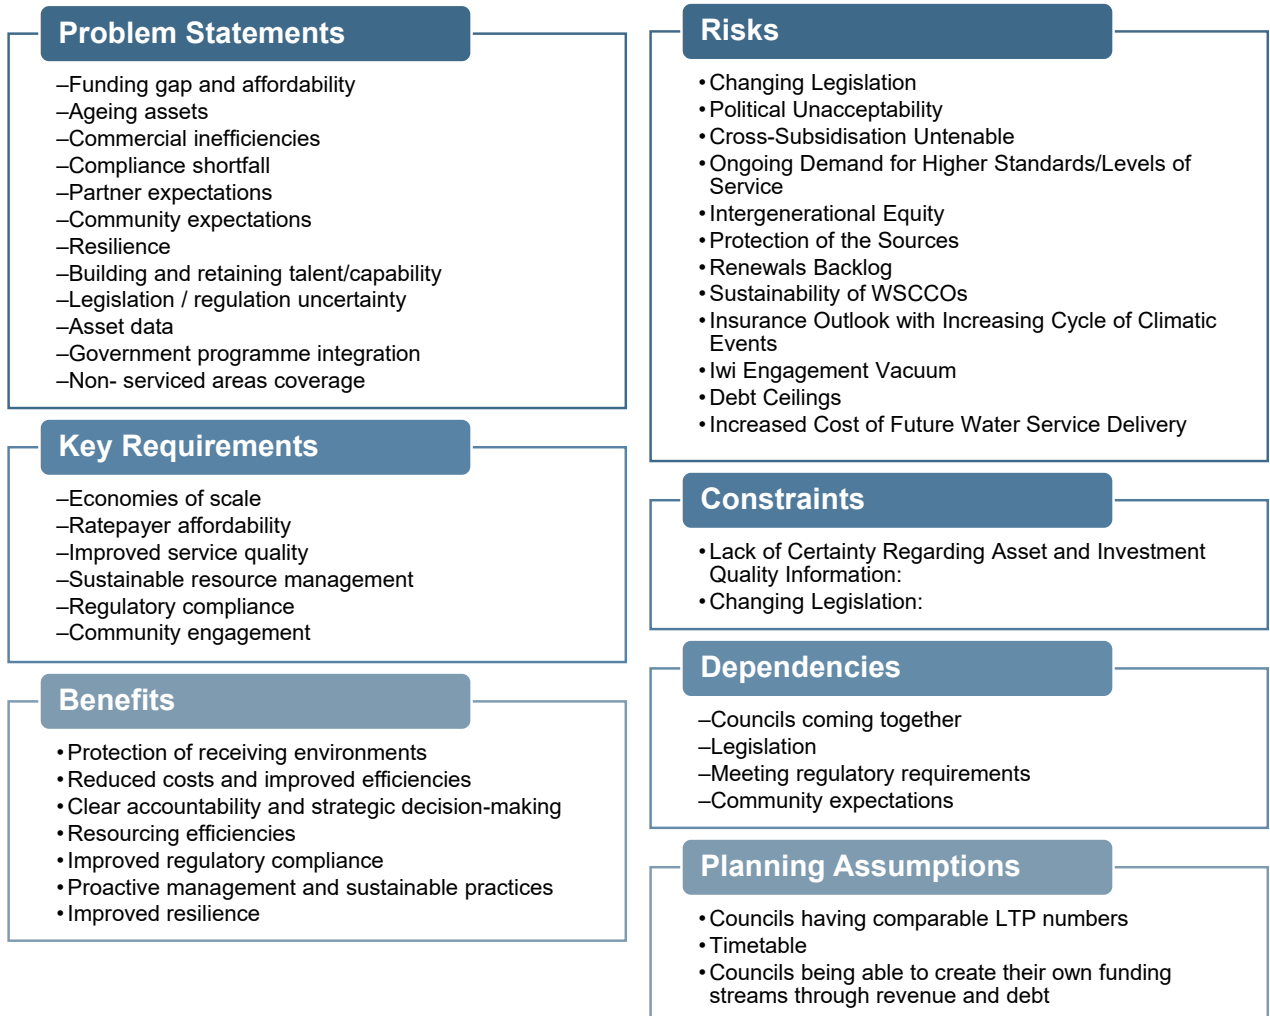 Problem Statements
–Funding gap and affordability
–Ageing assets
–Commercial inefficiencies
–Compliance shortfall
–Partner expectations
–Community expectations
–Resilience
–Building and retaining talent/capability
–Legislation / regulation uncertainty
–Asset data
–Government programme integration
–Non- serviced areas coverage
Key Requirements
–Economies of scale
–Ratepayer affordability
–Improved service quality
–Sustainable resource management
–Regulatory compliance
–Community engagement
Benefits
•Protection of receiving environments
•Reduced costs and improved efficiencies
•Clear accountability and strategic decision-making
•Resourcing efficiencies
•Improved regulatory compliance
•Proactive management and sustainable practices
•Improved resilience
Risks
•Changing Legislation
•Political Unacceptability
•Cross-Subsidisation Untenable
•Ongoing Demand for Higher Standards/Levels of
Service
•Intergenerational Equity
•Protection of the Sources
•Renewals Backlog
•Sustainability of WSCCOs
•Insurance Outlook with Increasing Cycle of Climatic
Events
•Iwi Engagement Vacuum
•Debt Ceilings
•Increased Cost of Future Water Service Delivery
Constraints
•Lack of Certainty Regarding Asset and Investment
Quality Information:
•Changing Legislation:
Dependencies
–Councils coming together
–Legislation
–Meeting regulatory requirements
–Community expectations
Planning Assumptions
•Councils having comparable LTP numbers
•Timetable
•Councils being able to create their own funding
streams through revenue and debt